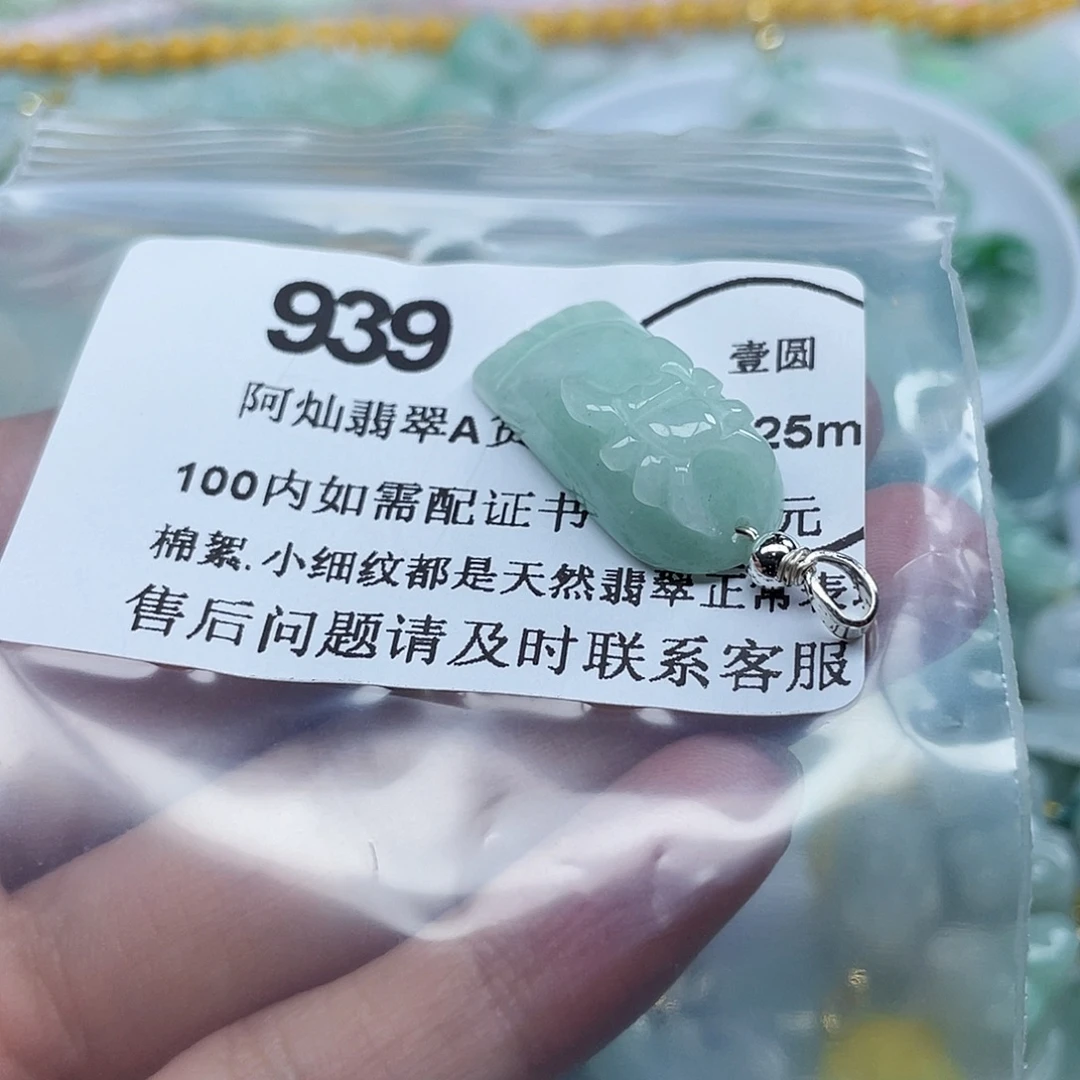 939
壹圆
阿灿翡翠A货 25m
100内如需配证书 元
棉絮.小细纹都是天然翡翠正常表
售后问题请及时联系客服